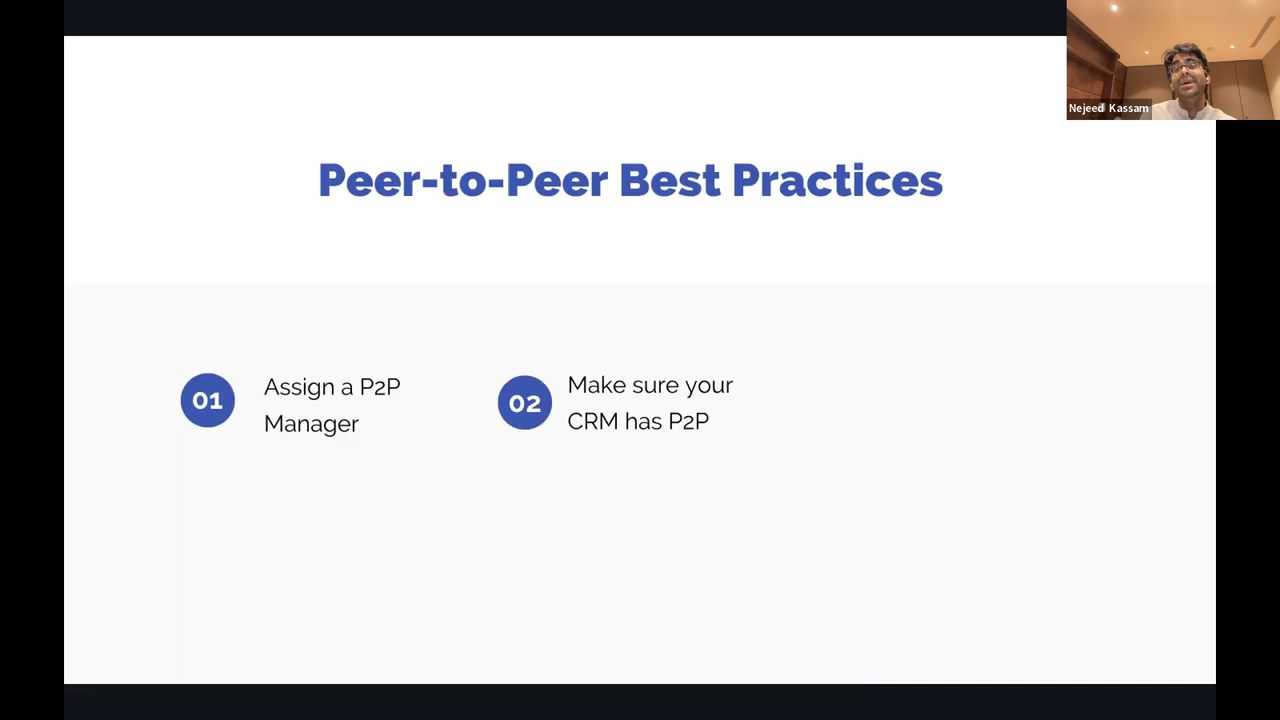 Nejeed Kassam
Peer-to-Peer Best Practices
01
Assign a P2P
Manager
02
Make sure your
CRM has P2P